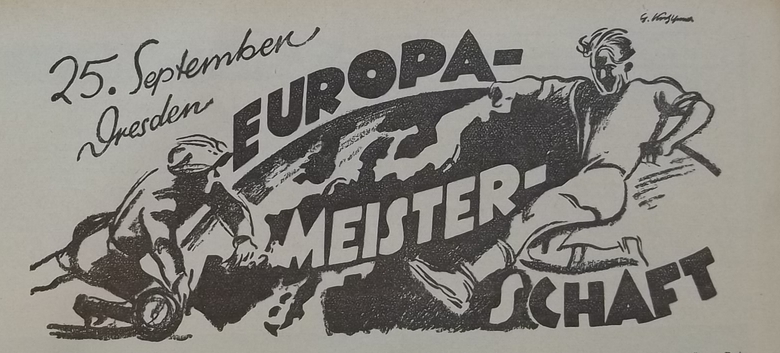 25. September
Dresden
EUROPA-
MEISTER-
SCHAFT